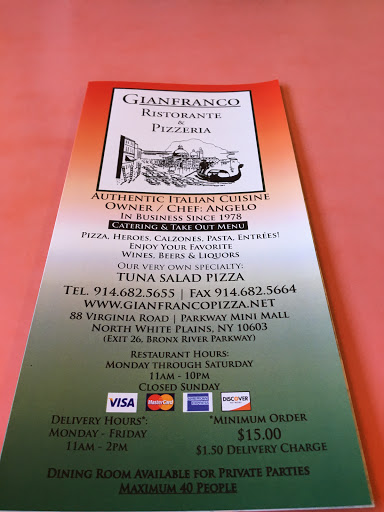 GIANFRANCO
RISTORANTE
&
PIZZERIA
AUTHENTIC ITALIAN CUISINE
OWNER / CHEF: ANGELO
IN BUSINESS SINCE 1978
CATERING & TAKE OUT MENU
PIZZA, HEROES, CALZONES, PASTA, ENTRÉES!
ENJOY YOUR FAVORITE
WINES, BEERS & LIQUORS
OUR VERY OWN SPECIALTY:
TUNA SALAD PIZZA
TEL. 914.682.5655 | FAX 914.682.5664
WWW.GIANFRANCOPIZZA.NET
88 VIRGINIA ROAD | PARKWAY MINI MALL
NORTH WHITE PLAINS, NY 10603
(EXIT 26, BRONX RIVER PARKWAY)
RESTAURANT HOURS:
MONDAY THROUGH SATURDAY
11AM - 10PM
CLOSED SUNDAY
VISA MasterCard AMERICAN EXPRESS DISCOVER
DELIVERY HOURS*: *MINIMUM ORDER
MONDAY - FRIDAY $15.00
11AM - 2PM $1.50 DELIVERY CHARGE
DINING ROOM AVAILABLE FOR PRIVATE PARTIES
MAXIMUM 40 PEOPLE